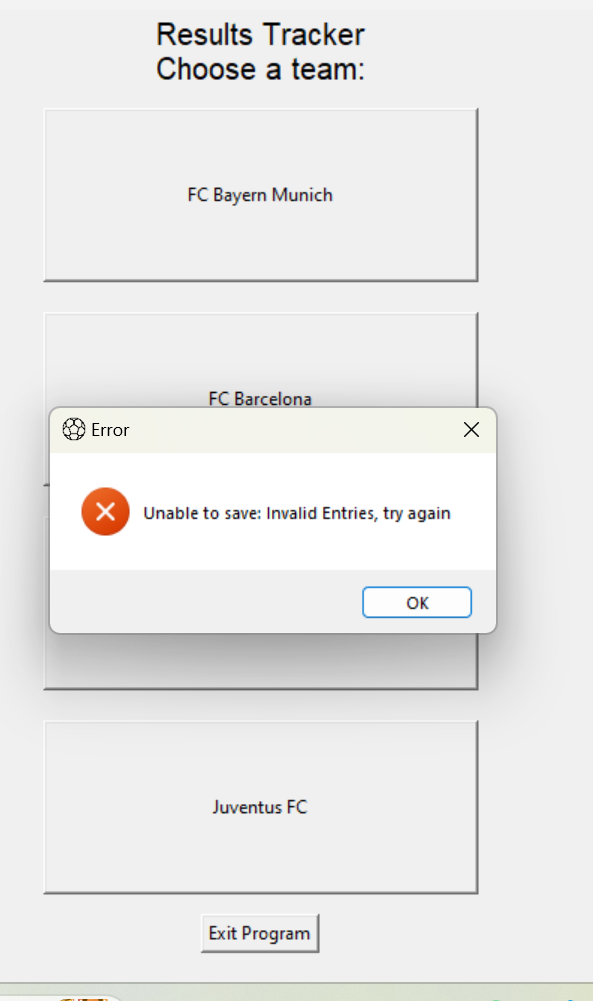 Results Tracker
Choose a team:
FC Bayern Munich
FC Barcelona
Error
Unable to save: Invalid Entries, try again
OK
Juventus FC
Exit Program